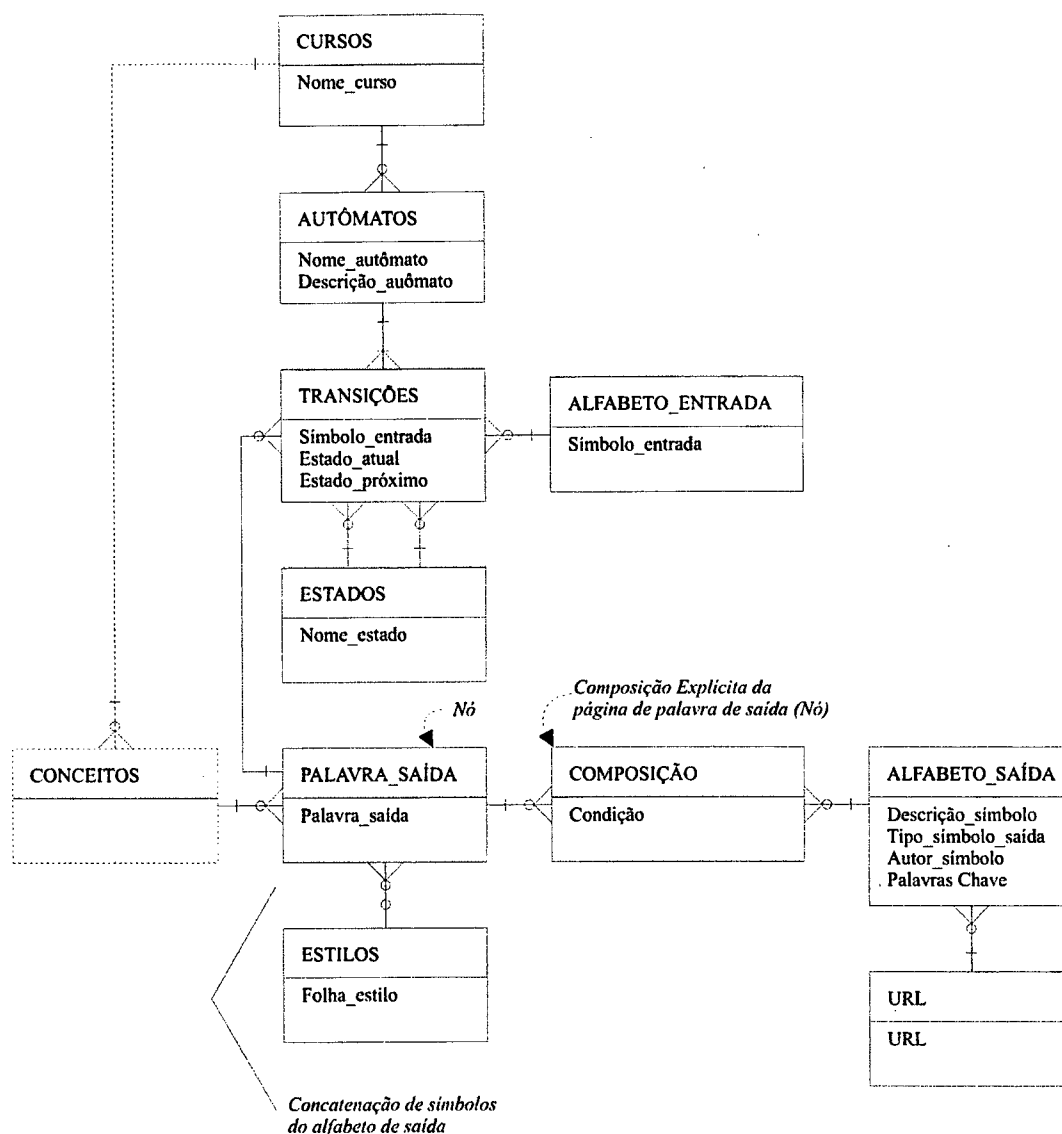 CURSOS
Nome_curso
AUTÔMATOS
Nome_autômato
Descrição_auômato
TRANSIÇÕES
Símbolo_entrada
Estado_atual
Estado_próximo
ALFABETO_ENTRADA
Símbolo_entrada
ESTADOS
Nome_estado
Nó
Composição Explícita da
página de palavra de saída (Nó)
CONCEITOS
PALAVRA_SAÍDA
Palavra_saída
COMPOSIÇÃO
Condição
ALFABETO_SAÍDA
Descrição_símbolo
Tipo_símbolo_saída
Autor_símbolo
Palavras Chave
ESTILOS
Folha_estilo
URL
URL
Concatenação de símbolos
do alfabeto de saída